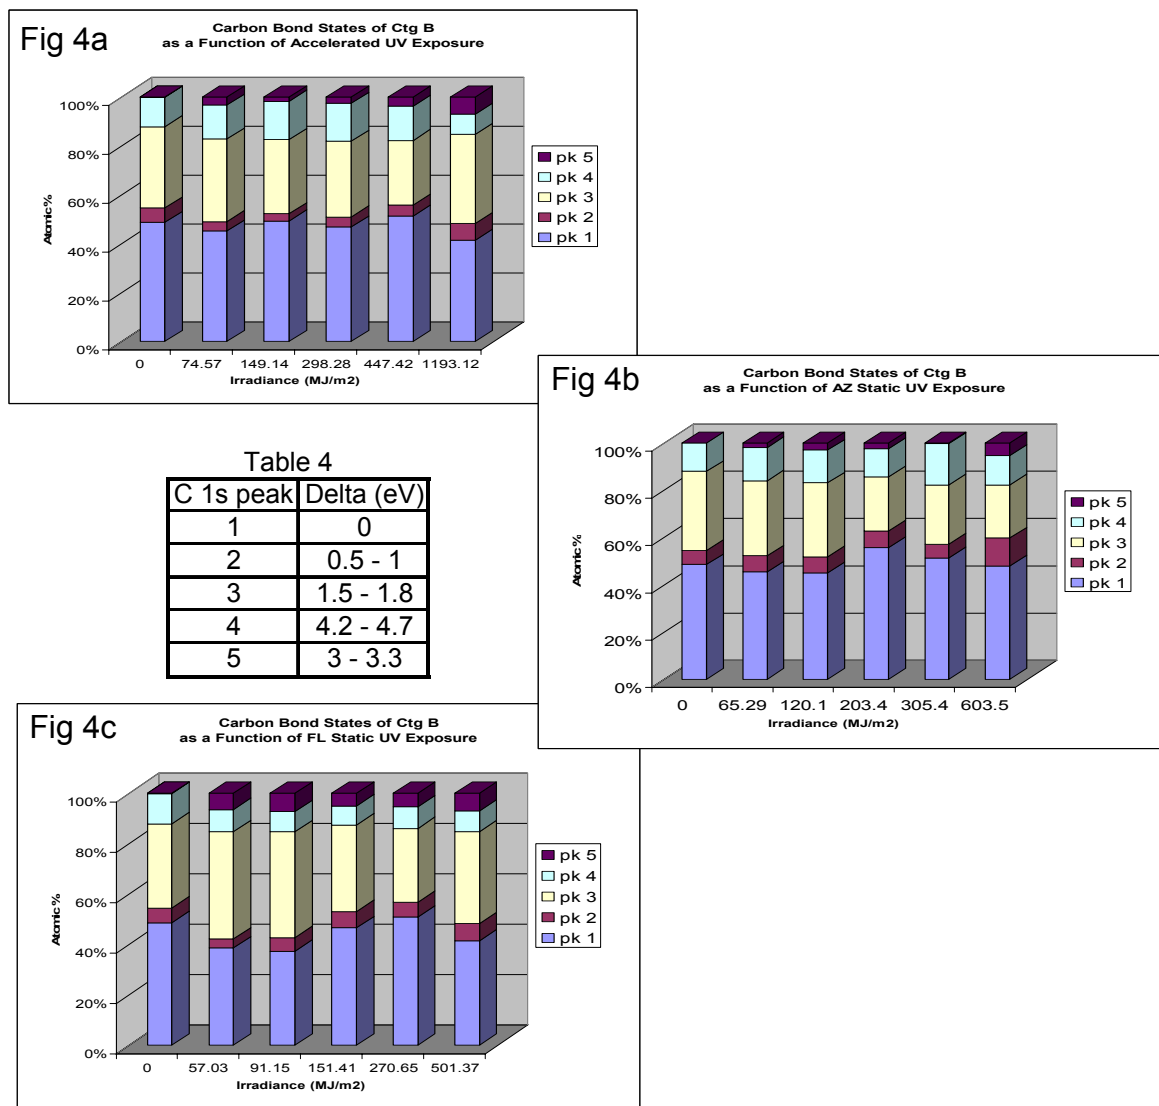 Fig 4a
Carbon Bond States of Ctg B
as a Function of Accelerated UV Exposure
100%
80%
60%
40%
20%
0%
Atomic %
0 74.57 149.14 298.28 447.42 1193.12
Irradiance (MJ/m2)
pk 5
pk 4
pk 3
pk 2
pk 1
Fig 4b
Carbon Bond States of Ctg B
as a Function of AZ Static UV Exposure
100%
80%
60%
40%
20%
0%
Atomic %
0 65.29 120.1 203.4 305.4 603.5
Irradiance (MJ/m2)
pk 5
pk 4
pk 3
pk 2
pk 1
Table 4
C 1s peak Delta (eV)
1 0
2 0.5 - 1
3 1.5 - 1.8
4 4.2 - 4.7
5 3 - 3.3
Fig 4c
Carbon Bond States of Ctg B
as a Function of FL Static UV Exposure
100%
80%
60%
40%
20%
0%
Atomic %
0 57.03 91.15 151.41 270.65 501.37
Irradiance (MJ/m2)
pk 5
pk 4
pk 3
pk 2
pk 1